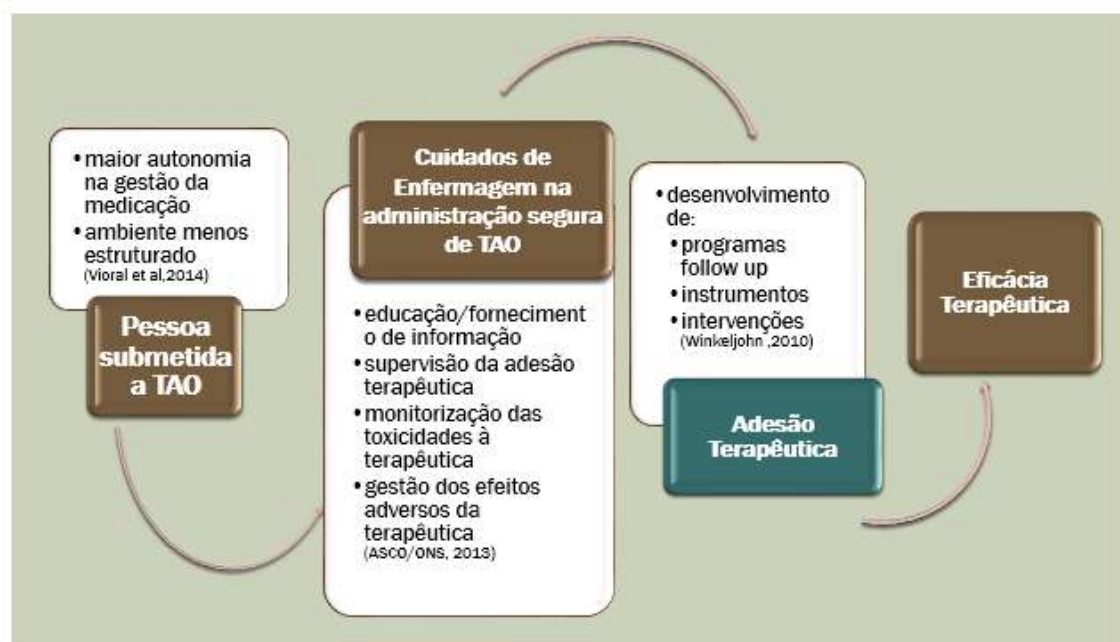 • maior autonomia
na gestão da
medicação
• ambiente menos
estruturado
(Vioral et al,2014)
Pessoa
submetida
a TAO
Cuidados de
Enfermagem na
administração segura
de TAO
• educação/forneciment
o de informação
• supervisão da adesão
terapêutica
• monitorização das
toxicidades à
terapêutica
• gestão dos efeitos
adversos da
terapêutica
(ASCO/ONS, 2013)
• desenvolvimento
de:
• programas
follow up
• instrumentos
• intervenções
(Winkeljohn ,2010)
Adesão
Terapêutica
Eficácia
Terapêutica